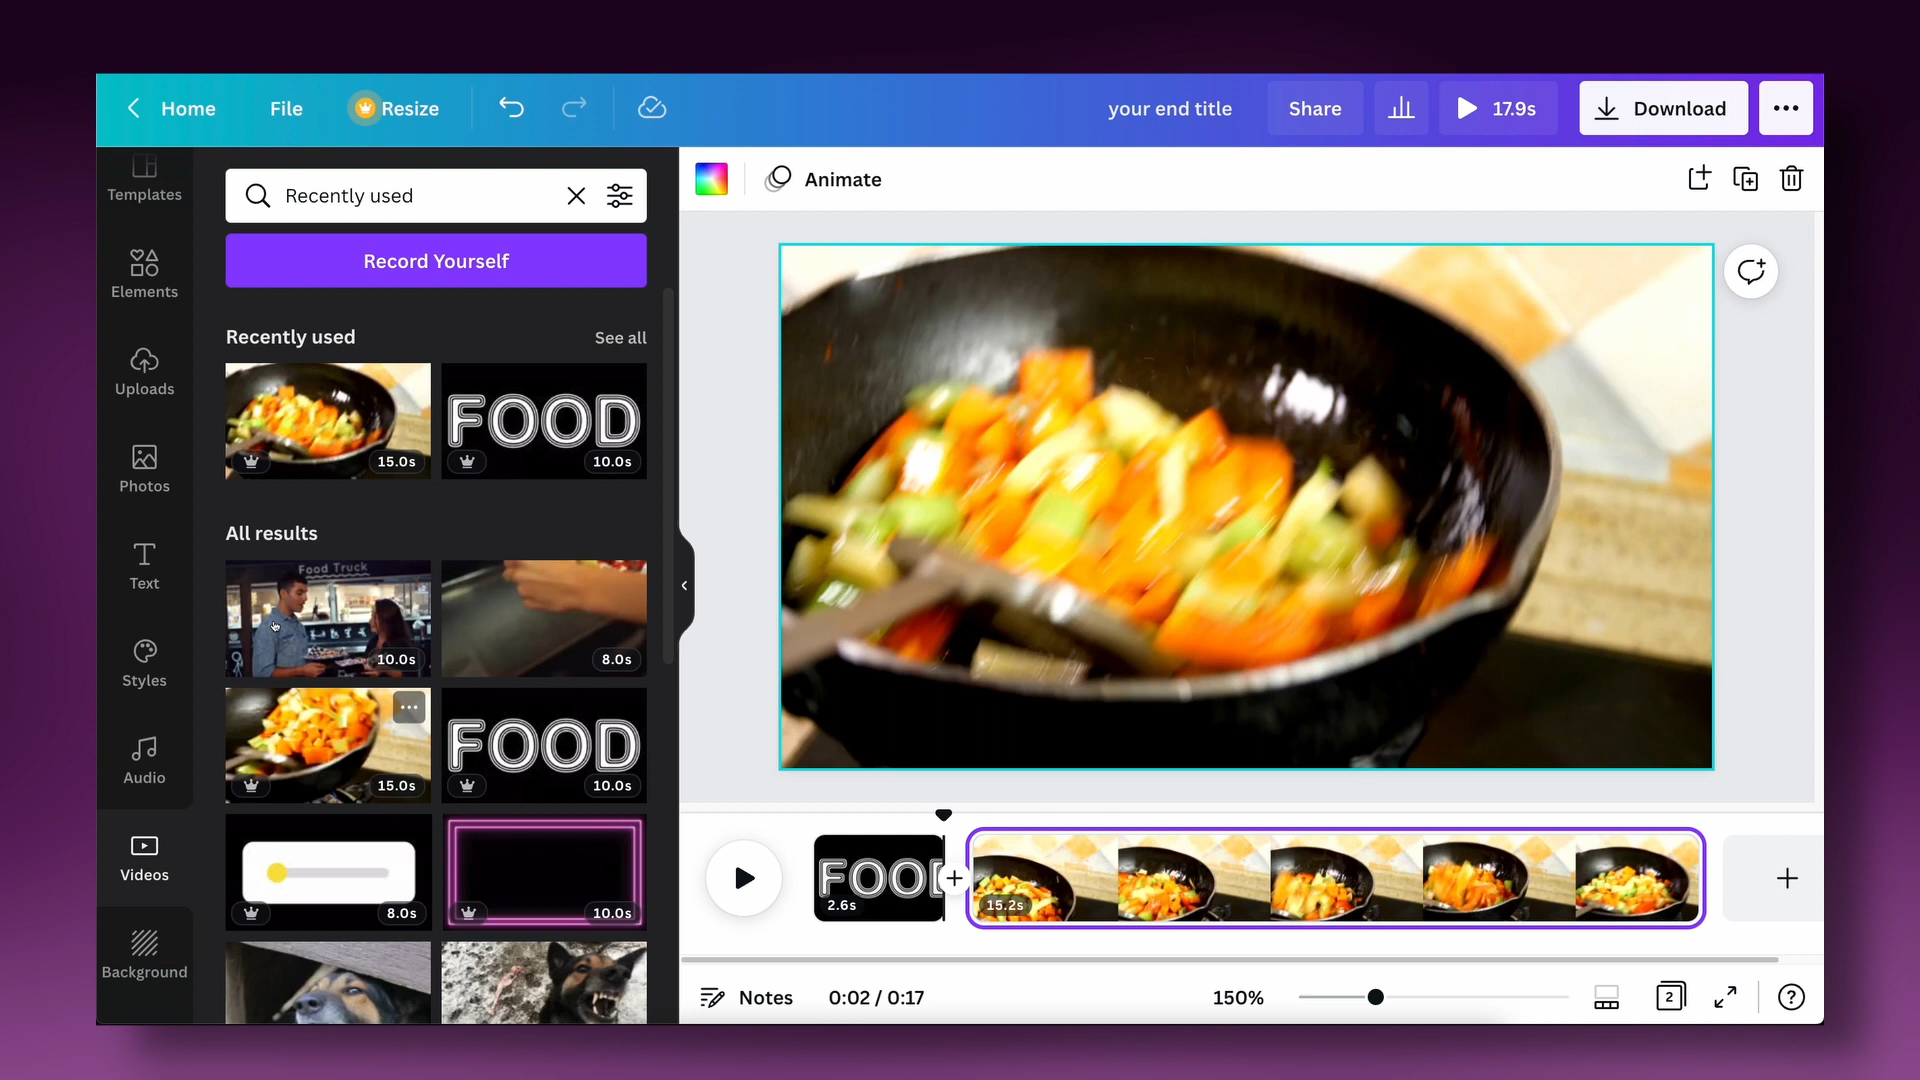 Home File Resize your end title Share 17.9s Download
Templates
Elements
Uploads
Photos
Text
Styles
Audio
Videos
Background
Recently used
Record Yourself
Recently used See all
15.0s
FOOD
10.0s
All results
Food Truck
10.0s
8.0s
15.0s
FOOD
10.0s
8.0s
10.0s
Animate
FOOD
2.6s
15.2s
Notes 0:02 / 0:17 150% 2 ?